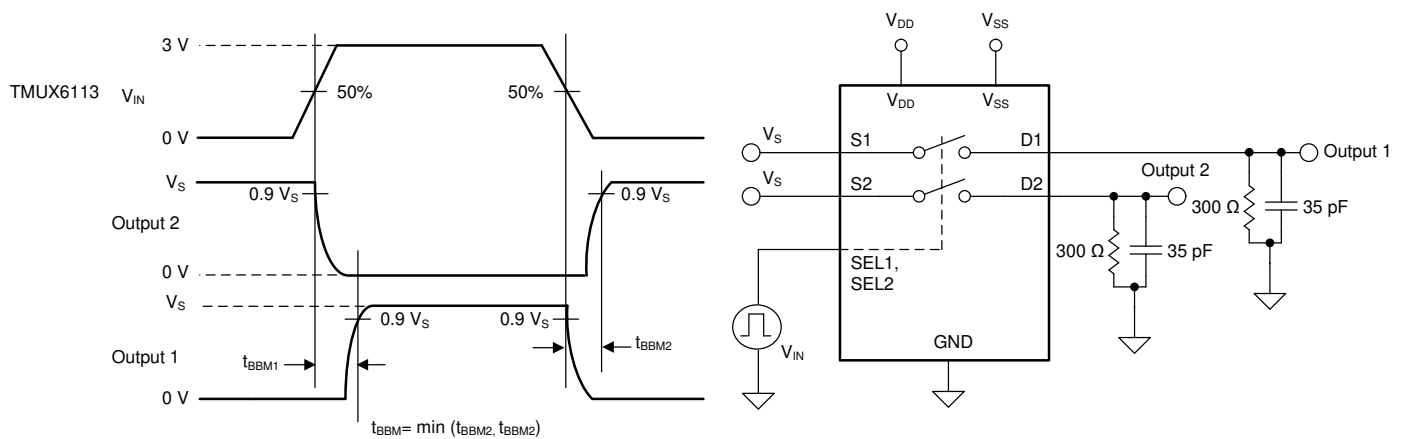 3 V
TMUX6113 V_IN
50%
50%
0 V
V_S
0.9 V_S
0.9 V_S
Output 2
0 V
V_S
0.9 V_S
0.9 V_S
Output 1
t_BBM1
t_BBM2
0 V
t_BBM= min (t_BBM2, t_BBM2)
V_DD
V_SS
V_DD
V_SS
V_S
S1
D1
Output 1
V_S
S2
D2
Output 2
300 Ω
35 pF
300 Ω
35 pF
SEL1,
SEL2
V_IN
GND